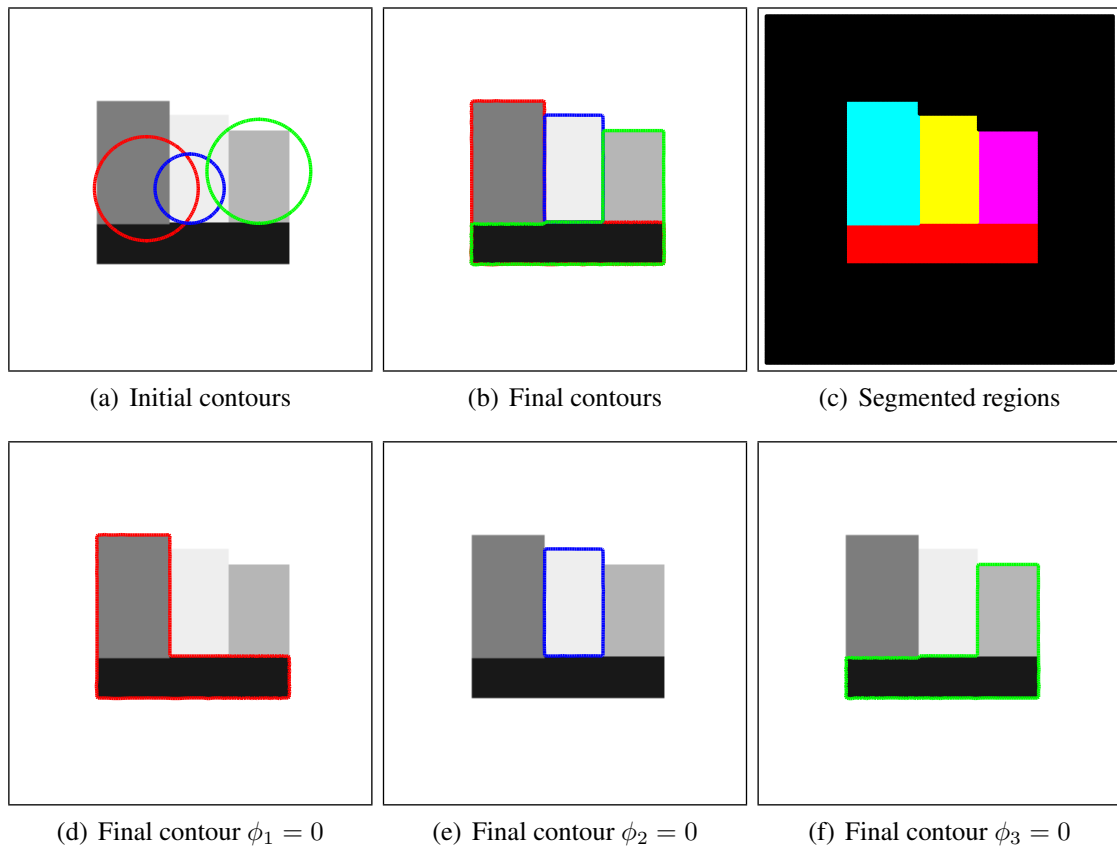 (a) Initial contours
(b) Final contours
(c) Segmented regions
(d) Final contour ϕ₁ = 0
(e) Final contour ϕ₂ = 0
(f) Final contour ϕ₃ = 0